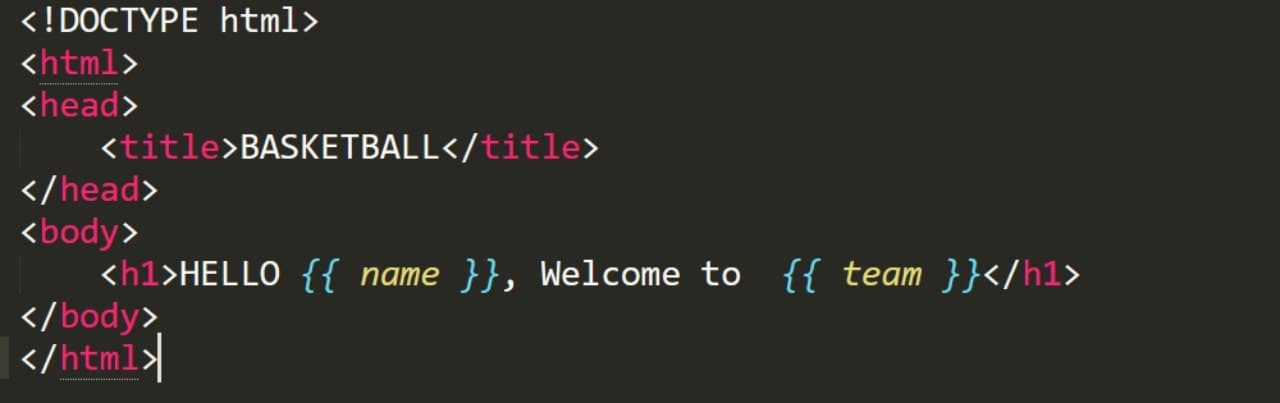 <!DOCTYPE html>
<html>
<head>
    <title>BASKETBALL</title>
</head>
<body>
    <h1>HELLO {{ name }}, Welcome to  {{ team }}</h1>
</body>
</html>